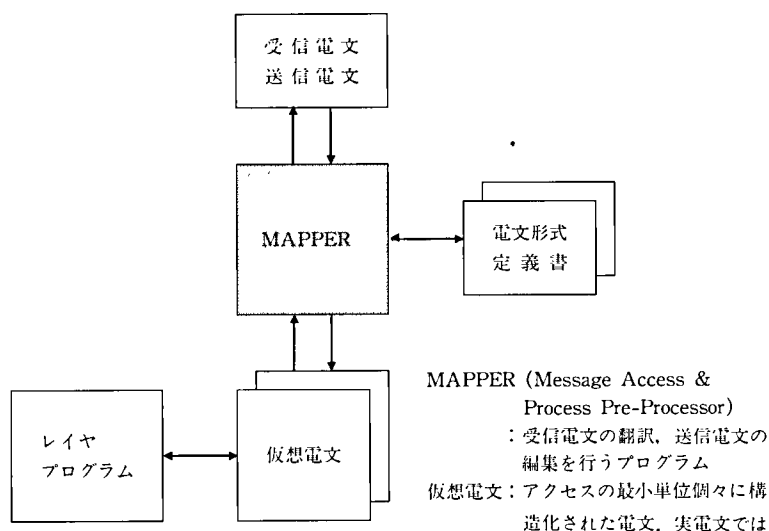 受信電文
送信電文
MAPPER
電文形式
定義書
レイヤ
プログラム
仮想電文
MAPPER (Message Access &
Process Pre-Processor)
：受信電文の翻訳，送信電文の
編集を行うプログラム
仮想電文：アクセスの最小単位個々に構
造化された電文．実電文では